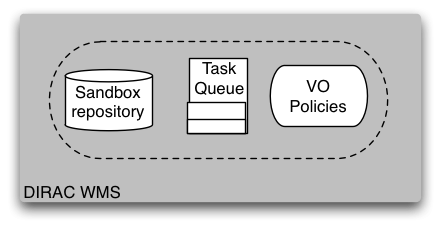 Sandbox
repository
Task
Queue
VO
Policies
DIRAC WMS